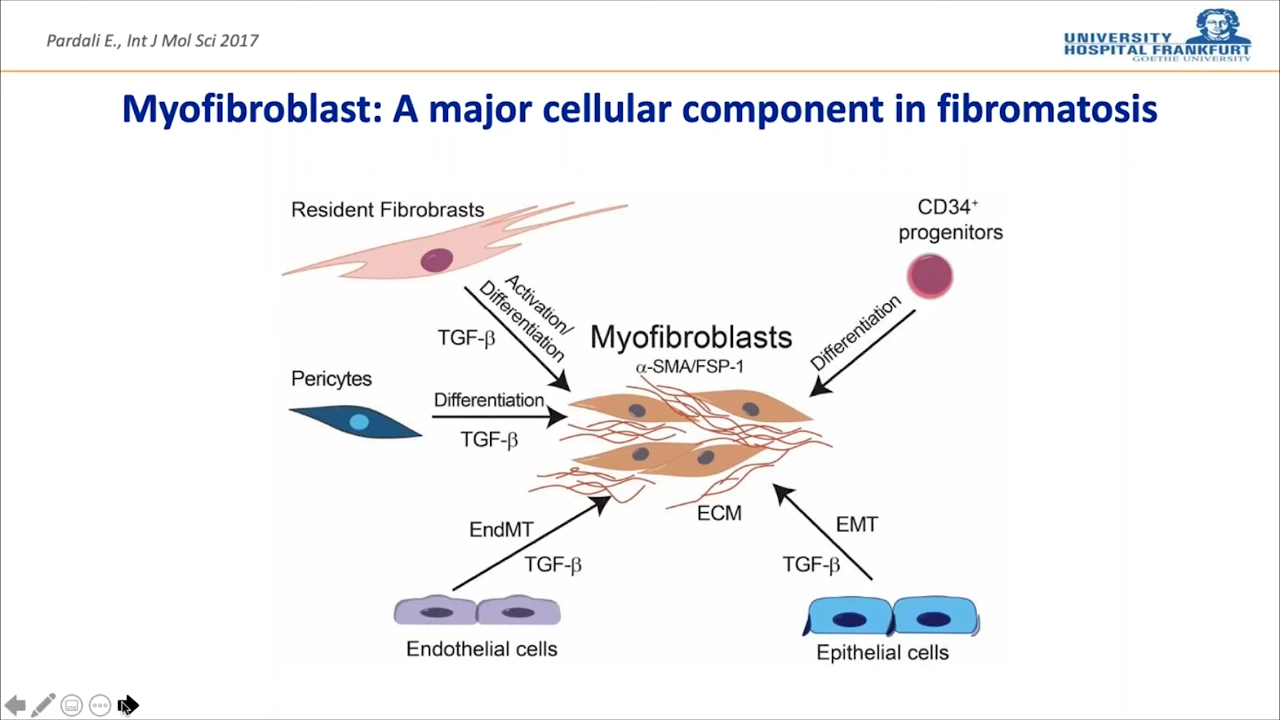 Pardali E., Int J Mol Sci 2017
UNIVERSITY
HOSPITAL FRANKFURT
GOETHE UNIVERSITY
Myofibroblast: A major cellular component in fibromatosis
Resident Fibrobrasts
CD34⁺
progenitors
Activation/
Differentiation
TGF-β
Differentiation
Myofibroblasts
α-SMA/FSP-1
Pericytes
Differentiation
TGF-β
ECM
EndMT
TGF-β
EMT
TGF-β
Endothelial cells
Epithelial cells